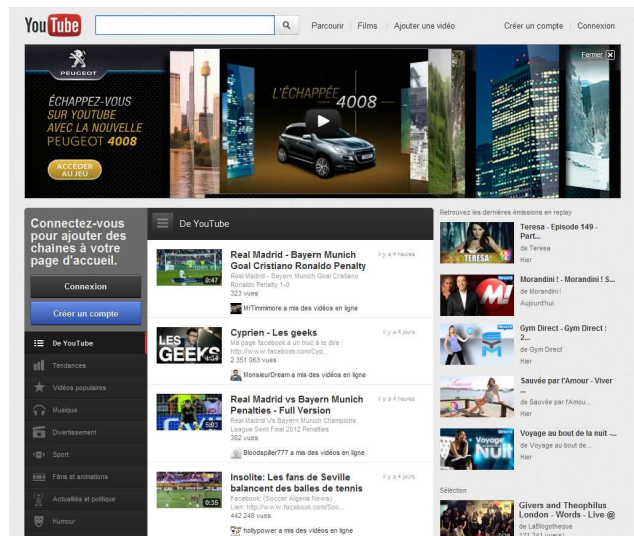 YouTube
Parcourir | Films | Ajouter une vidéo
Créer un compte | Connexion
PEUGEOT
ÉCHAPPEZ-VOUS
SUR YOUTUBE
AVEC LA NOUVELLE
PEUGEOT 4008
ACCÉDER
AU JEU
L'ÉCHAPPÉE
4008
Fermer X
Connectez-vous
pour ajouter des
chaînes à votre
page d'accueil.
Connexion
Créer un compte
De YouTube
Tendances
Vidéos populaires
Musique
Divertissement
Sport
Films et animations
Actualités et politique
Humour
De YouTube
0:47
Real Madrid - Bayern Munich
Goal Cristiano Ronaldo Penalty
il y a 4 heures
Real Madrid - Bayern Munich Goal Cristiano
Ronaldo Penalty 1-0
323 vues
MrTimmimore a mis des vidéos en ligne
LES
GEEKS
4:34
Cyprien - Les geeks
il y a 4 jours
Ma page facebook a un truc à te dire :
http://www.facebook.com/Cyp...
2 351 063 vues
MonsieurDream a mis des vidéos en ligne
5:03
Real Madrid vs Bayern Munich
Penalties - Full Version
il y a 4 heures
Real Madrid Vs Bayern Munich Champions
League Semi Final 2012 Penalties
302 vues
Bloodspiller777 a mis des vidéos en ligne
0:35
Insolite: Les fans de Seville
balancent des balles de tennis
il y a 4 jours
Facebook: (Soccer Algeria News)
Lien: http://www.facebook.com/Soo...
442 248 vues
hollypower a mis des vidéos en ligne
Retrouvez les dernières émissions en replay
TERESA
Teresa - Episode 149 -
Part...
de Teresa
Hier
Morandini ! - Morandini ! S...
de Morandini !
Aujourd'hui
Gym Direct - Gym Direct :
2...
de Gym Direct
Hier
Sauvée par l'Amour - Viver
...
de Sauvée par l'Amou...
Hier
Voyage
Nuit
Voyage au bout de la nuit -...
de Voyage au bout de...
Hier
Sélection
7:08
Givers and Theophilus
London - Words - Live @
de LaBlogotheque
171 241 vue(s)